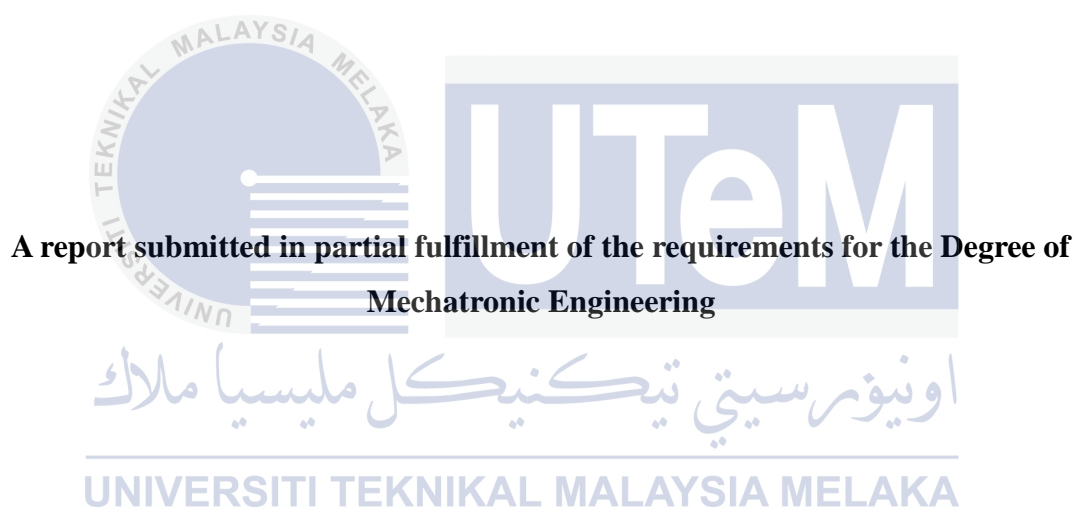 UNIVERSITI TEKNIKAL MALAYSIA MELAKA
UTeM
A report submitted in partial fulfillment of the requirements for the Degree of
Mechatronic Engineering
اونيۏرسيتي تيكنيكل مليسيا ملاك
UNIVERSITI TEKNIKAL MALAYSIA MELAKA